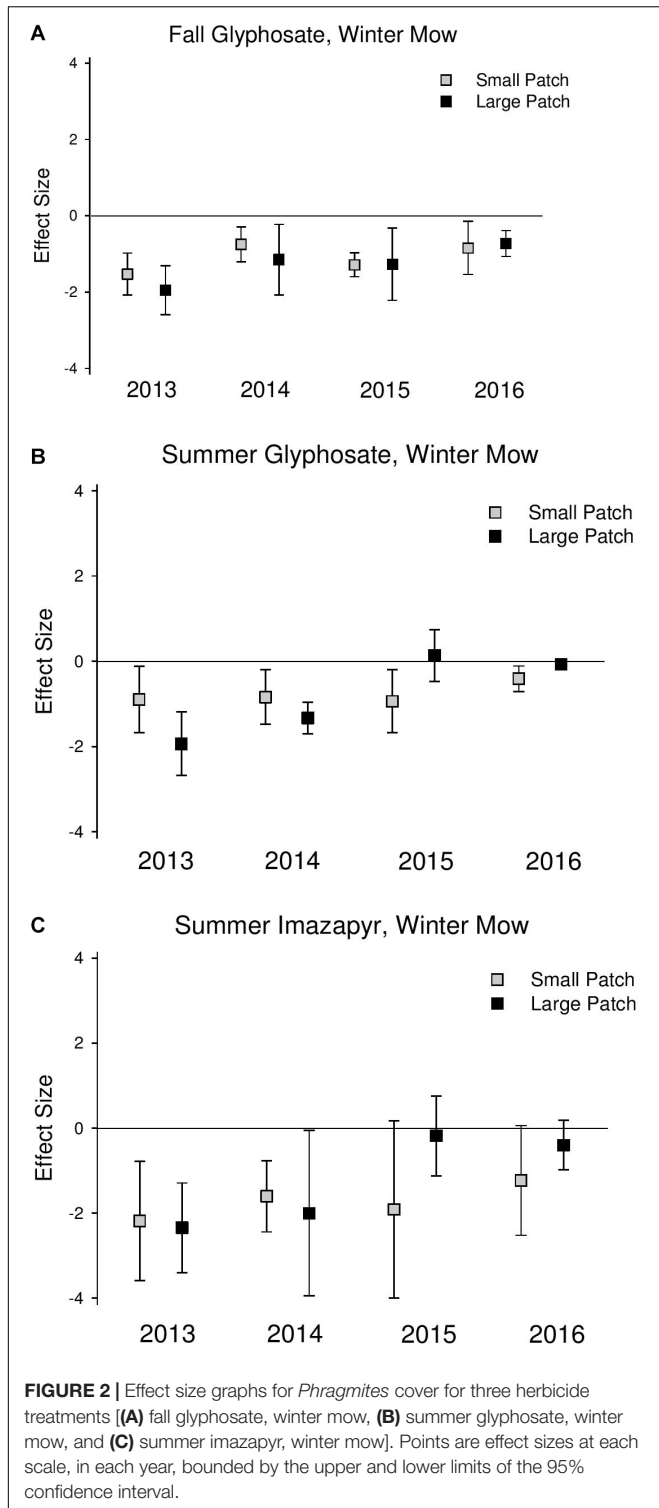 A
Fall Glyphosate, Winter Mow
Small Patch
Large Patch
Effect Size
4
2
0
-2
-4
2013 2014 2015 2016
B
Summer Glyphosate, Winter Mow
Small Patch
Large Patch
Effect Size
4
2
0
-2
-4
2013 2014 2015 2016
C
Summer Imazapyr, Winter Mow
Small Patch
Large Patch
Effect Size
4
2
0
-2
-4
2013 2014 2015 2016
FIGURE 2 | Effect size graphs for Phragmites cover for three herbicide
treatments [(A) fall glyphosate, winter mow, (B) summer glyphosate, winter
mow, and (C) summer imazapyr, winter mow]. Points are effect sizes at each
scale, in each year, bounded by the upper and lower limits of the 95%
confidence interval.